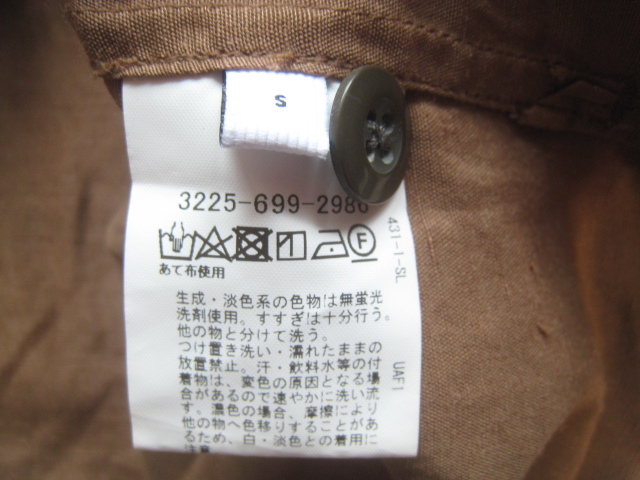 S
3225-699-298
431-1-SL
あて布使用
生成・淡色系の色物は無蛍光
洗剤使用。すすぎは十分行う。
他の物と分けて洗う。
つけ置き洗い・濡れたままの
放置禁止。汗・飲料水等の付
着物は、変色の原因となる場
合があるので速やかに洗い流
す。濃色の場合、摩擦により
他の物へ色移りすることがあ
るため、白・淡色との着用に
注意
UAF1